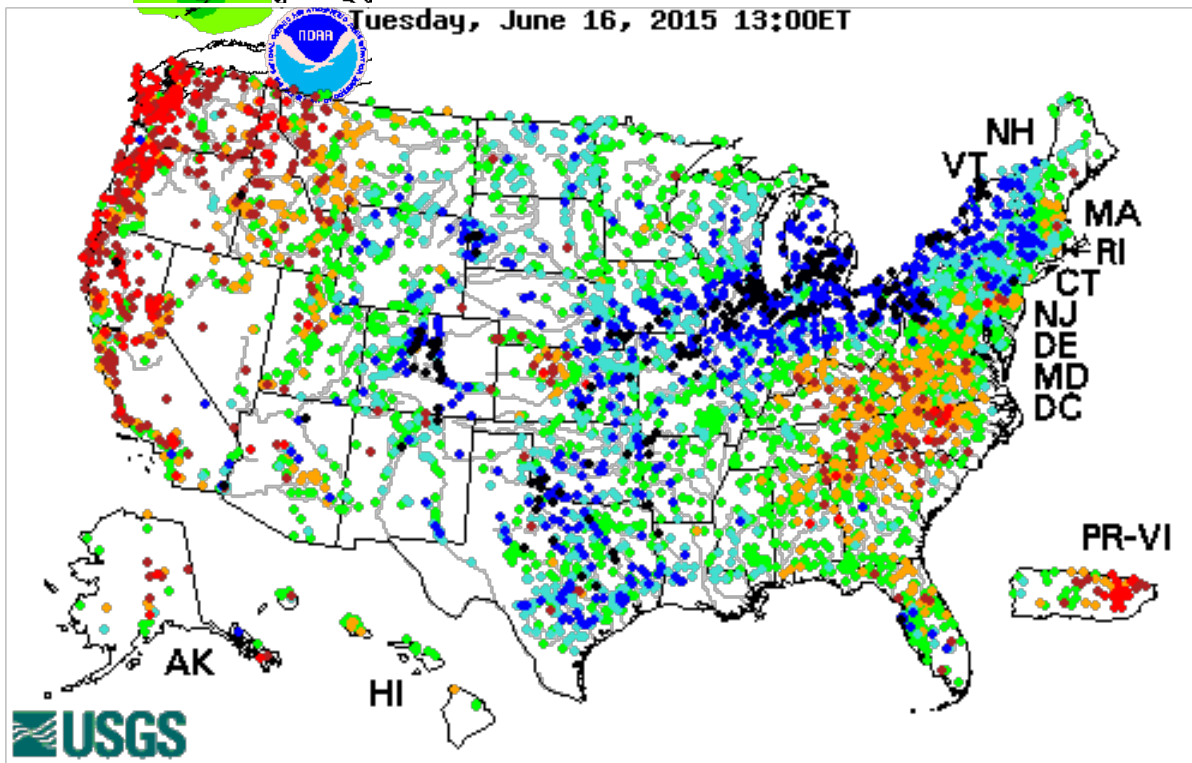 Tuesday, June 16, 2015 13:00ET
NOAA
NH
VT
MA
RI
CT
NJ
DE
MD
DC
PR-VI
AK
HI
USGS